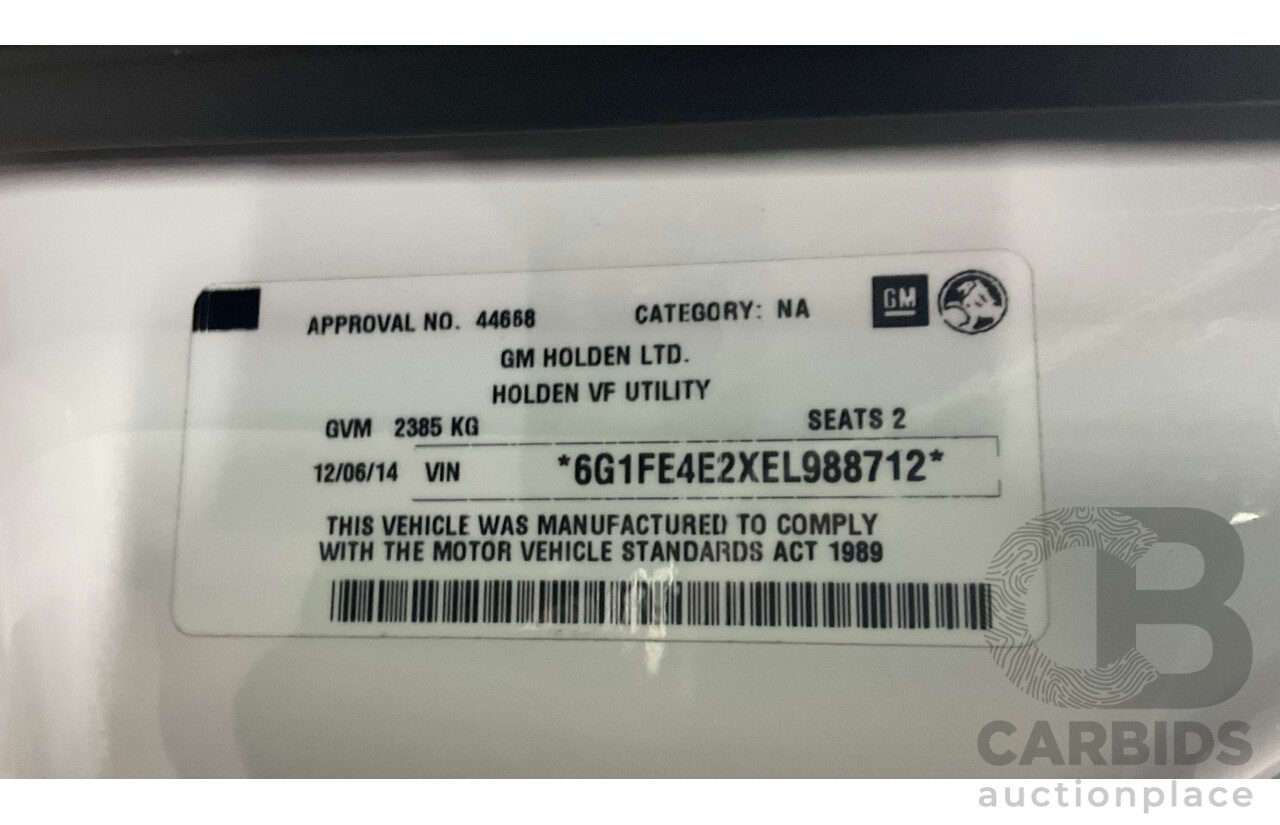 APPROVAL NO. 44668 CATEGORY: NA GM
GM HOLDEN LTD.
HOLDEN VF UTILITY
GVM 2385 KG SEATS 2
12/06/14 VIN *6G1FE4E2XEL988712*
THIS VEHICLE WAS MANUFACTURED TO COMPLY
WITH THE MOTOR VEHICLE STANDARDS ACT 1989
CB
CARBIDS
auctionplace